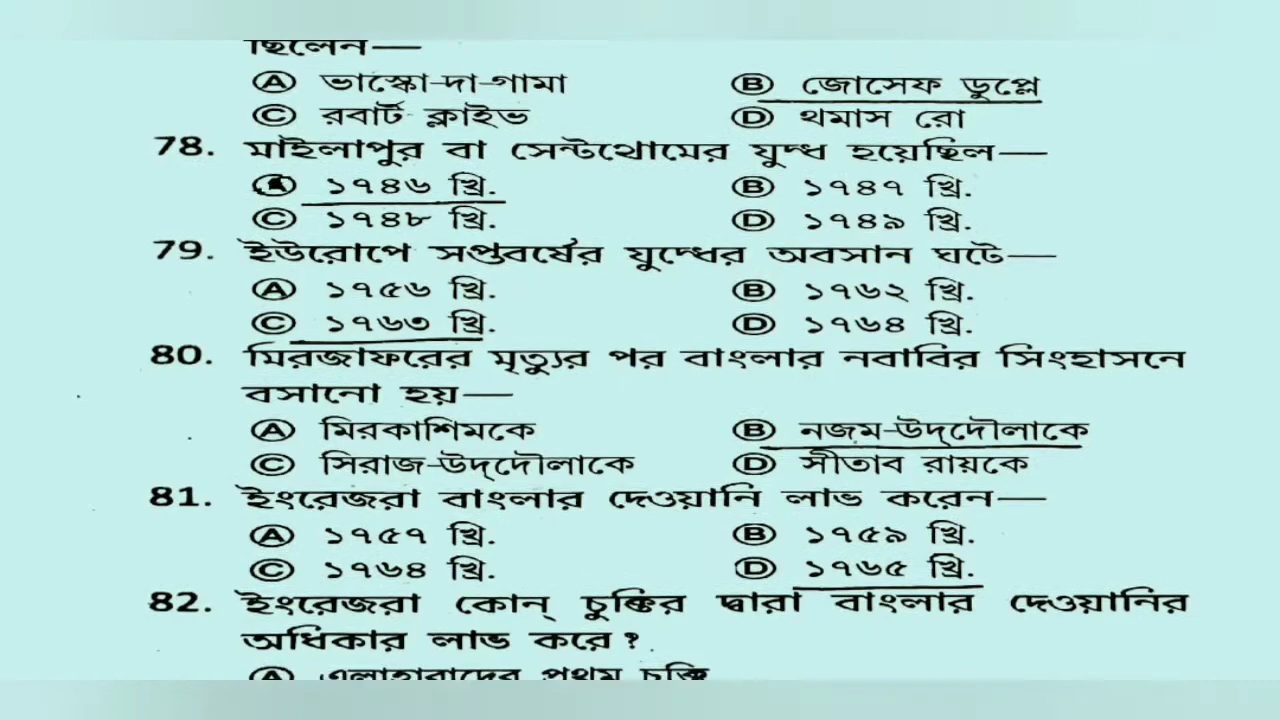 ছিলেন—
Ⓐ ভাস্কো-দা-গামা Ⓑ জোসেফ ডুপ্লে
Ⓒ রবার্ট ক্লাইভ Ⓓ থমাস রো
78. মাইলাপুর বা সেন্টথোমের যুদ্ধ হয়েছিল—
Ⓐ ১৭৪৬ খ্রি. Ⓑ ১৭৪৭ খ্রি.
Ⓒ ১৭৪৮ খ্রি. Ⓓ ১৭৪৯ খ্রি.
79. ইউরোপে সপ্তবর্ষের যুদ্ধের অবসান ঘটে—
Ⓐ ১৭৫৬ খ্রি. Ⓑ ১৭৬২ খ্রি.
Ⓒ ১৭৬৩ খ্রি. Ⓓ ১৭৬৪ খ্রি.
80. মিরজাফরের মৃত্যুর পর বাংলার নবাবির সিংহাসনে
বসানো হয়—
Ⓐ মিরকাশিমকে Ⓑ নজম-উদ্‌দৌলাকে
Ⓒ সিরাজ-উদ্‌দৌলাকে Ⓓ সীতাব রায়কে
81. ইংরেজরা বাংলার দেওয়ানি লাভ করেন—
Ⓐ ১৭৫৭ খ্রি. Ⓑ ১৭৫৯ খ্রি.
Ⓒ ১৭৬৪ খ্রি. Ⓓ ১৭৬৫ খ্রি.
82. ইংরেজরা কোন্ চুক্তির দ্বারা বাংলার দেওয়ানির
অধিকার লাভ করে?
Ⓐ এলাহাবাদের প্রথম চুক্তি